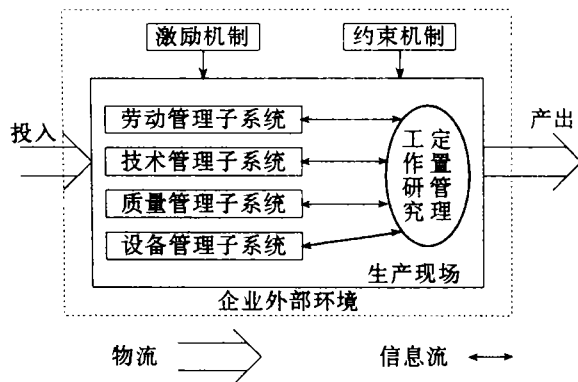 激励机制
约束机制
投入
产出
劳动管理子系统
技术管理子系统
质量管理子系统
设备管理子系统
工作研究
定置管理
生产现场
企业外部环境
物流
信息流